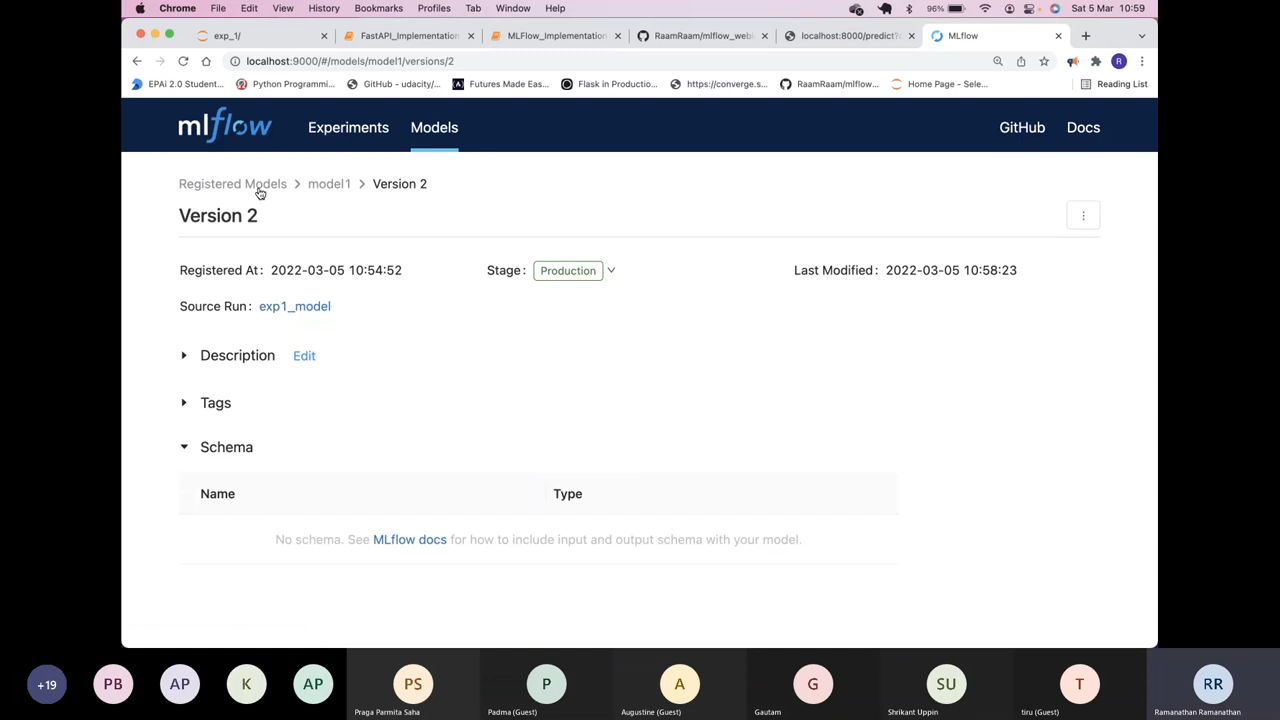 Chrome File Edit View History Bookmarks Profiles Tab Window Help 96% Sat 5 Mar 10:59
exp_1/ FastAPI_Implementation MLFlow_Implementation RaamRaam/mlflow_webi localhost:8000/predict? MLflow
localhost:9000/#/models/model1/versions/2
EPAi 2.0 Student... Python Programmi... GitHub - udacity/... Futures Made Eas... Flask in Productio... https://converge.s... RaamRaam/mlflow... Home Page - Sele... Reading List
mlflow Experiments Models GitHub Docs
Registered Models > model1 > Version 2
Version 2
Registered At: 2022-03-05 10:54:52 Stage: Production Last Modified: 2022-03-05 10:58:23
Source Run: exp1_model
Description Edit
Tags
Schema
Name Type
No schema. See MLflow docs for how to include input and output schema with your model.
+19 PB AP K AP PS P A G SU T RR
Praga Parmita Saha Padma (Guest) Augustine (Guest) Gautam Shrikant Uppin tiru (Guest) Ramanathan Ramanathan